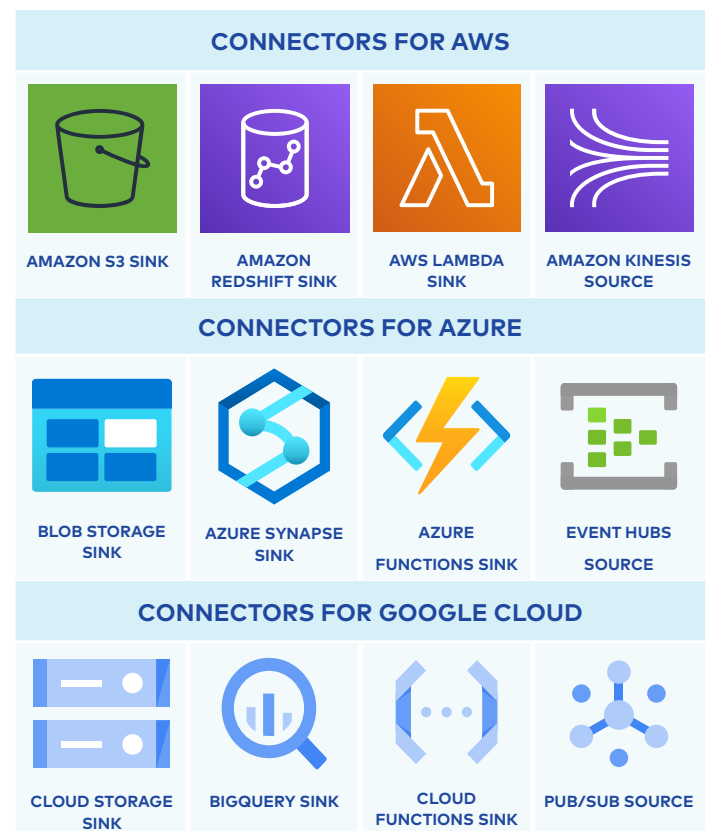 CONNECTORS FOR AWS
AMAZON S3 SINK
AMAZON
REDSHIFT SINK
AWS LAMBDA
SINK
AMAZON KINESIS
SOURCE
CONNECTORS FOR AZURE
BLOB STORAGE
SINK
AZURE SYNAPSE
SINK
AZURE
FUNCTIONS SINK
EVENT HUBS
SOURCE
CONNECTORS FOR GOOGLE CLOUD
CLOUD STORAGE
SINK
BIGQUERY SINK
CLOUD
FUNCTIONS SINK
PUB/SUB SOURCE